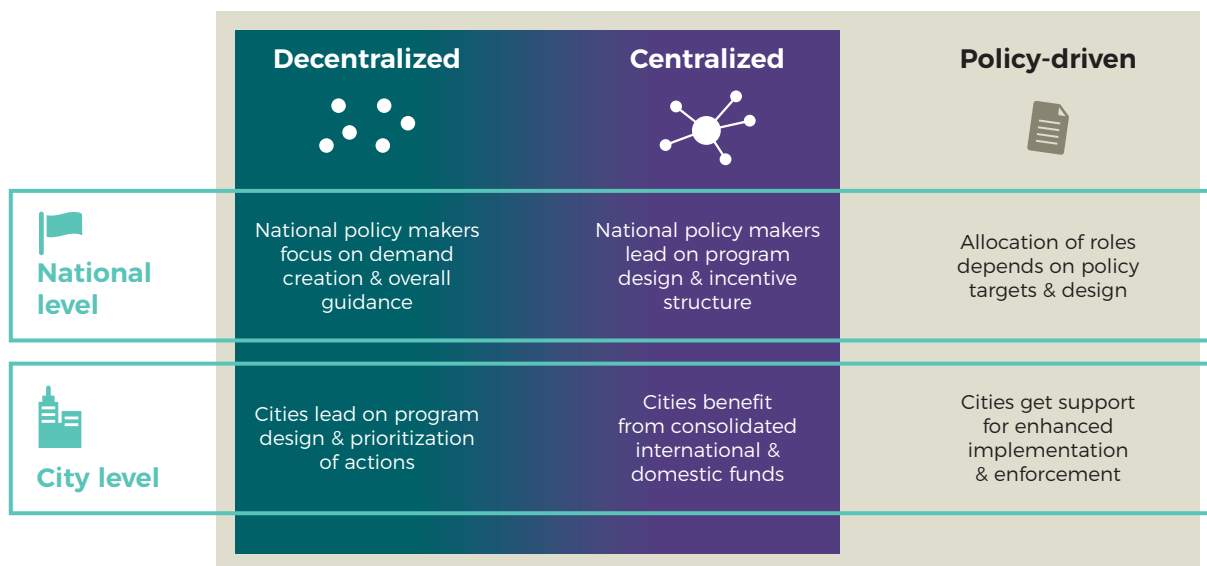 Decentralized
Centralized
Policy-driven
National
level
National policy makers
focus on demand
creation & overall
guidance
National policy makers
lead on program
design & incentive
structure
Allocation of roles
depends on policy
targets & design
City level
Cities lead on program
design & prioritization
of actions
Cities benefit
from consolidated
international &
domestic funds
Cities get support
for enhanced
implementation
& enforcement